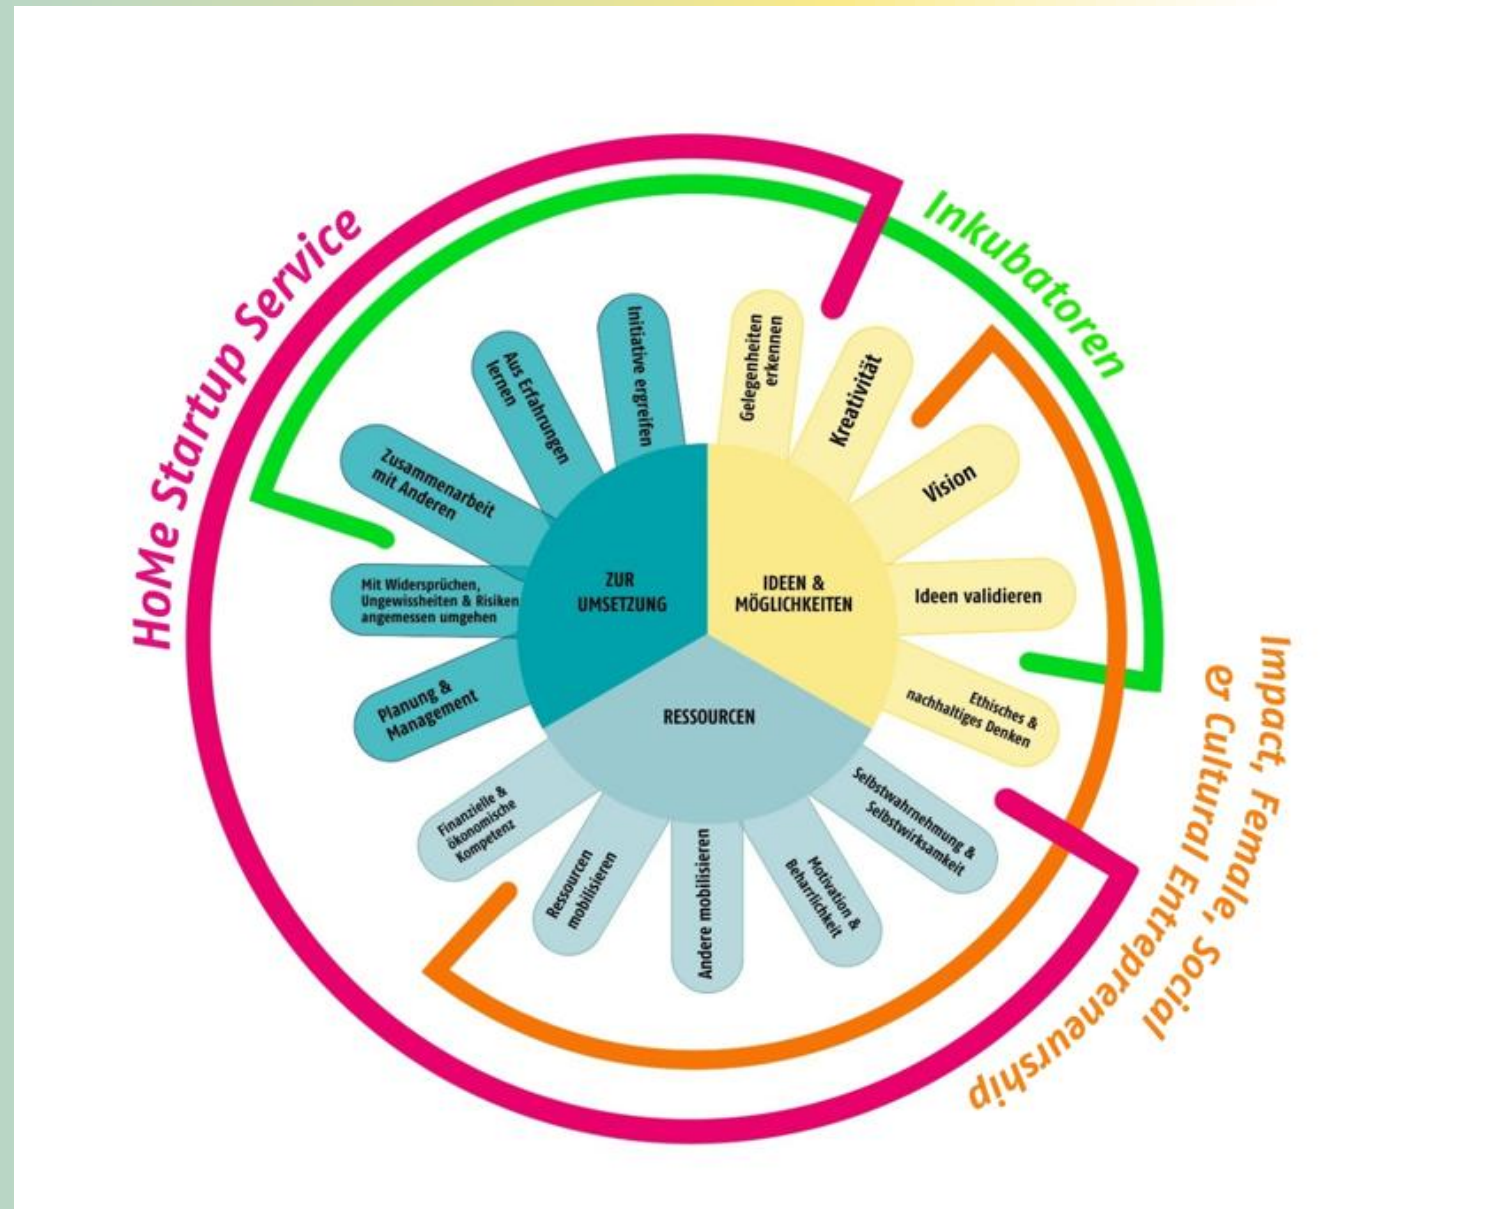 HoMe Startup Service
Inkubatoren
Impact, Female, Social
& Cultural Entrepreneurship
ZUR
UMSETZUNG
IDEEN &
MÖGLICHKEITEN
RESSOURCEN
Gelegenheiten
erkennen
Kreativität
Vision
Ideen validieren
Ethisches &
nachhaltiges Denken
Selbstwahrnehmung &
Selbstwirksamkeit
Motivation &
Beharrlichkeit
Andere mobilisieren
Ressourcen
mobilisieren
Finanzielle &
ökonomische
Kompetenz
Planung &
Management
Mit Widersprüchen,
Ungewissheiten & Risiken
angemessen umgehen
Zusammenarbeit
mit Anderen
Aus Erfahrungen
lernen
Initiative ergreifen